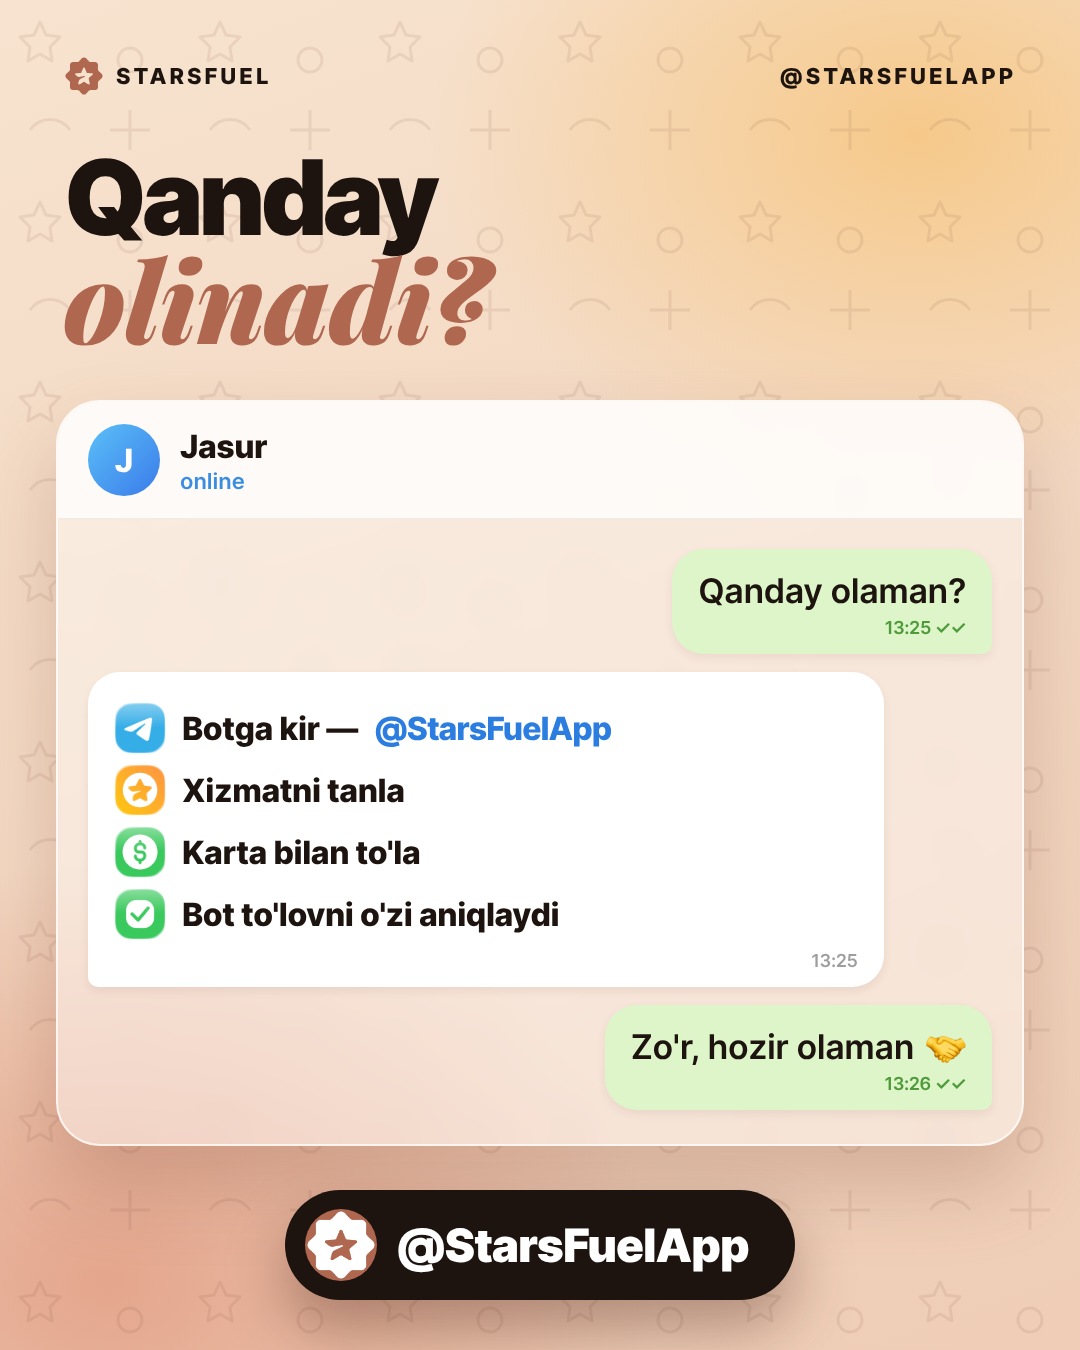 STARSFUEL
@STARSFUELAPP
Qanday
olinadi?
J
Jasur
online
Qanday olaman?
13:25
Botga kir — @StarsFuelApp
Xizmatni tanla
Karta bilan to'la
Bot to'lovni o'zi aniqlaydi
13:25
Zo'r, hozir olaman 🤝
13:26
@StarsFuelApp